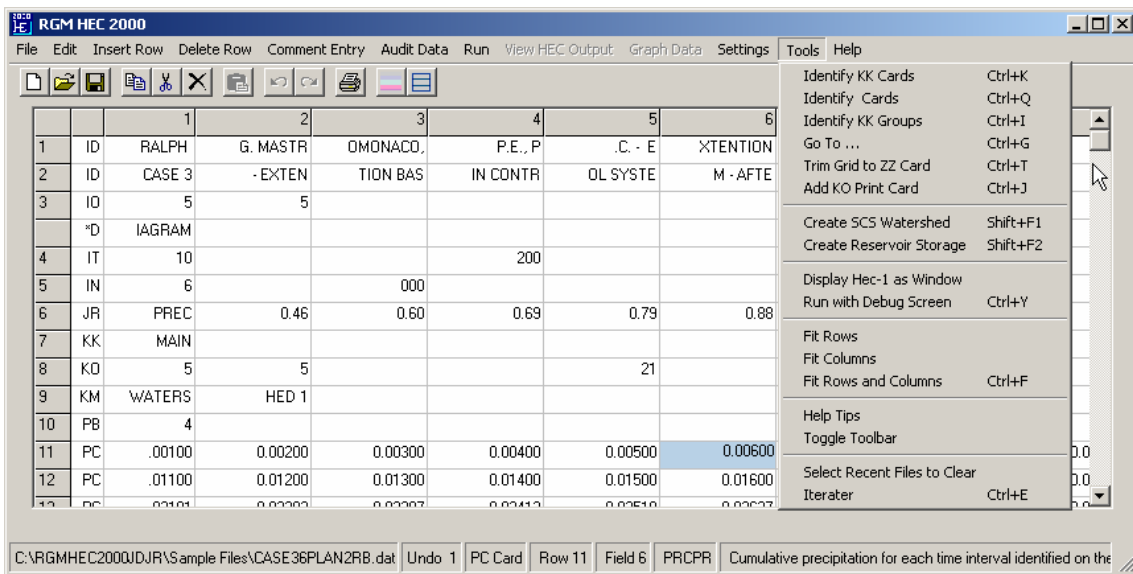 RGM HEC 2000
File Edit Insert Row Delete Row Comment Entry Audit Data Run View HEC Output Graph Data Settings Tools Help
1 2 3 4 5 6
1 ID RALPH G. MASTR OMONACO, P.E., P .C. - E XTENTION
2 ID CASE 3 - EXTEN TION BAS IN CONTR OL SYSTE M - AFTE
3 IO 5 5
*D IAGRAM
4 IT 10 200
5 IN 6 000
6 JR PREC 0.46 0.60 0.69 0.79 0.88
7 KK MAIN
8 KO 5 5 21
9 KM WATERS HED 1
10 PB 4
11 PC .00100 0.00200 0.00300 0.00400 0.00500 0.00600 0.0
12 PC .01100 0.01200 0.01300 0.01400 0.01500 0.01600 0.0
Identify KK Cards Ctrl+K
Identify Cards Ctrl+Q
Identify KK Groups Ctrl+I
Go To ... Ctrl+G
Trim Grid to ZZ Card Ctrl+T
Add KO Print Card Ctrl+J
Create SCS Watershed Shift+F1
Create Reservoir Storage Shift+F2
Display Hec-1 as Window
Run with Debug Screen Ctrl+Y
Fit Rows
Fit Columns
Fit Rows and Columns Ctrl+F
Help Tips
Toggle Toolbar
Select Recent Files to Clear
Iterater Ctrl+E
C:\RGMHEC2000JDJR\Sample Files\CASE36PLAN2RB.dat Undo 1 PC Card Row 11 Field 6 PRCPR Cumulative precipitation for each time interval identified on the